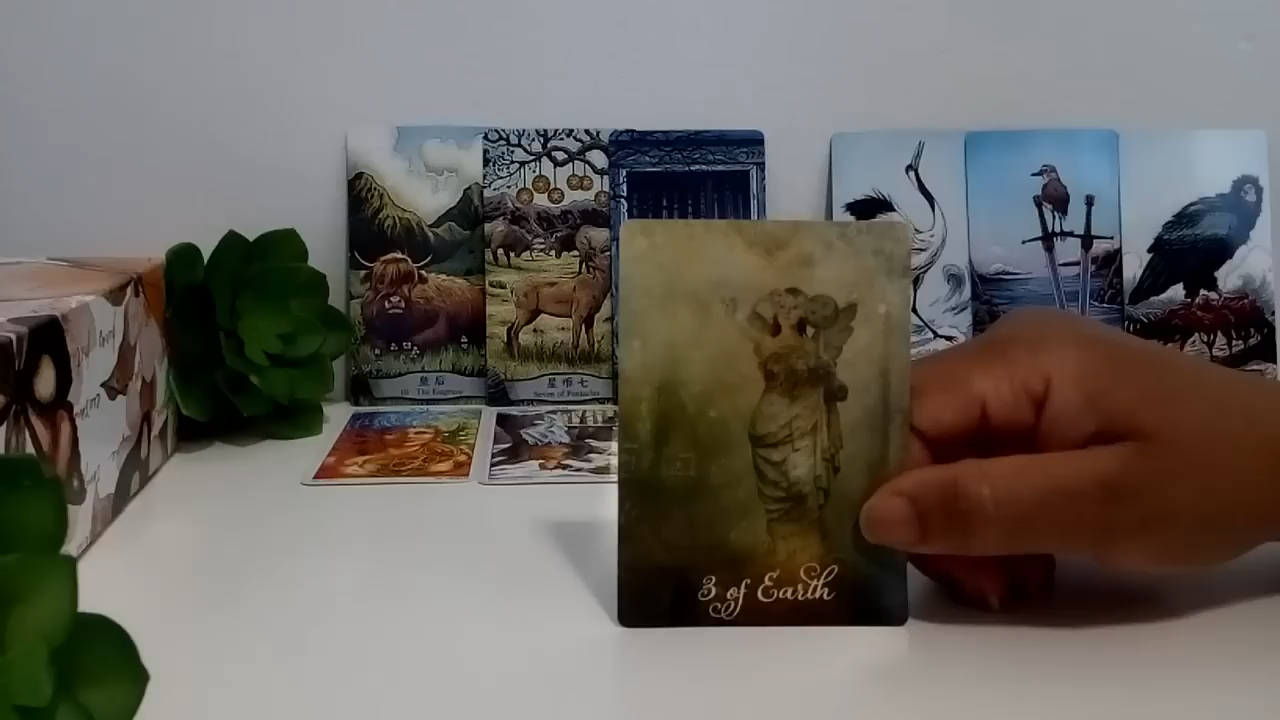 皇后
III The Empress
星币七
Seven of Pentacles
3 of Earth